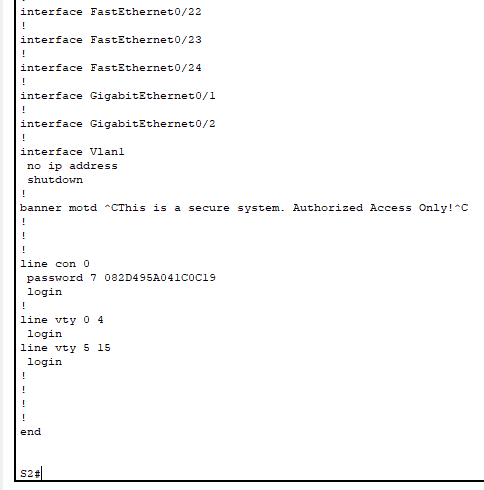 interface FastEthernet0/22
!
interface FastEthernet0/23
!
interface FastEthernet0/24
!
interface GigabitEthernet0/1
!
interface GigabitEthernet0/2
!
interface Vlan1
 no ip address
 shutdown
!
banner motd ^CThis is a secure system. Authorized Access Only!^C
!
!
!
line con 0
 password 7 082D495A041C0C19
 login
!
line vty 0 4
 login
line vty 5 15
 login
!
!
!
!
end
S2#